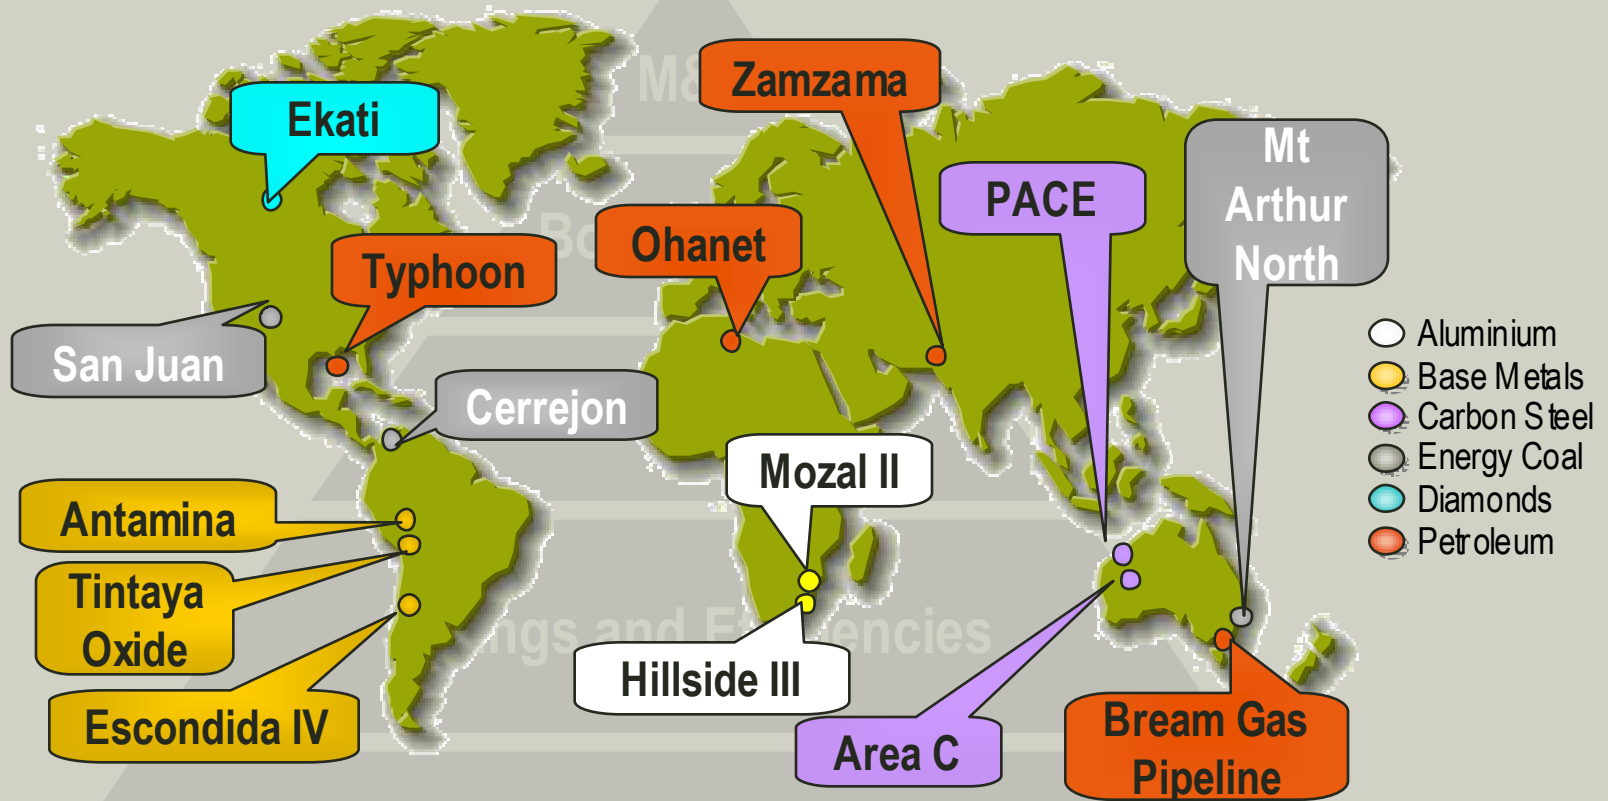 Zamzama
Ekati
Mt
Arthur
North
PACE
Ohanet
Typhoon
San Juan
Cerrejon
Mozal II
Antamina
Tintaya
Oxide
Escondida IV
Hillside III
Area C
Bream Gas
Pipeline
Aluminium
Base Metals
Carbon Steel
Energy Coal
Diamonds
Petroleum